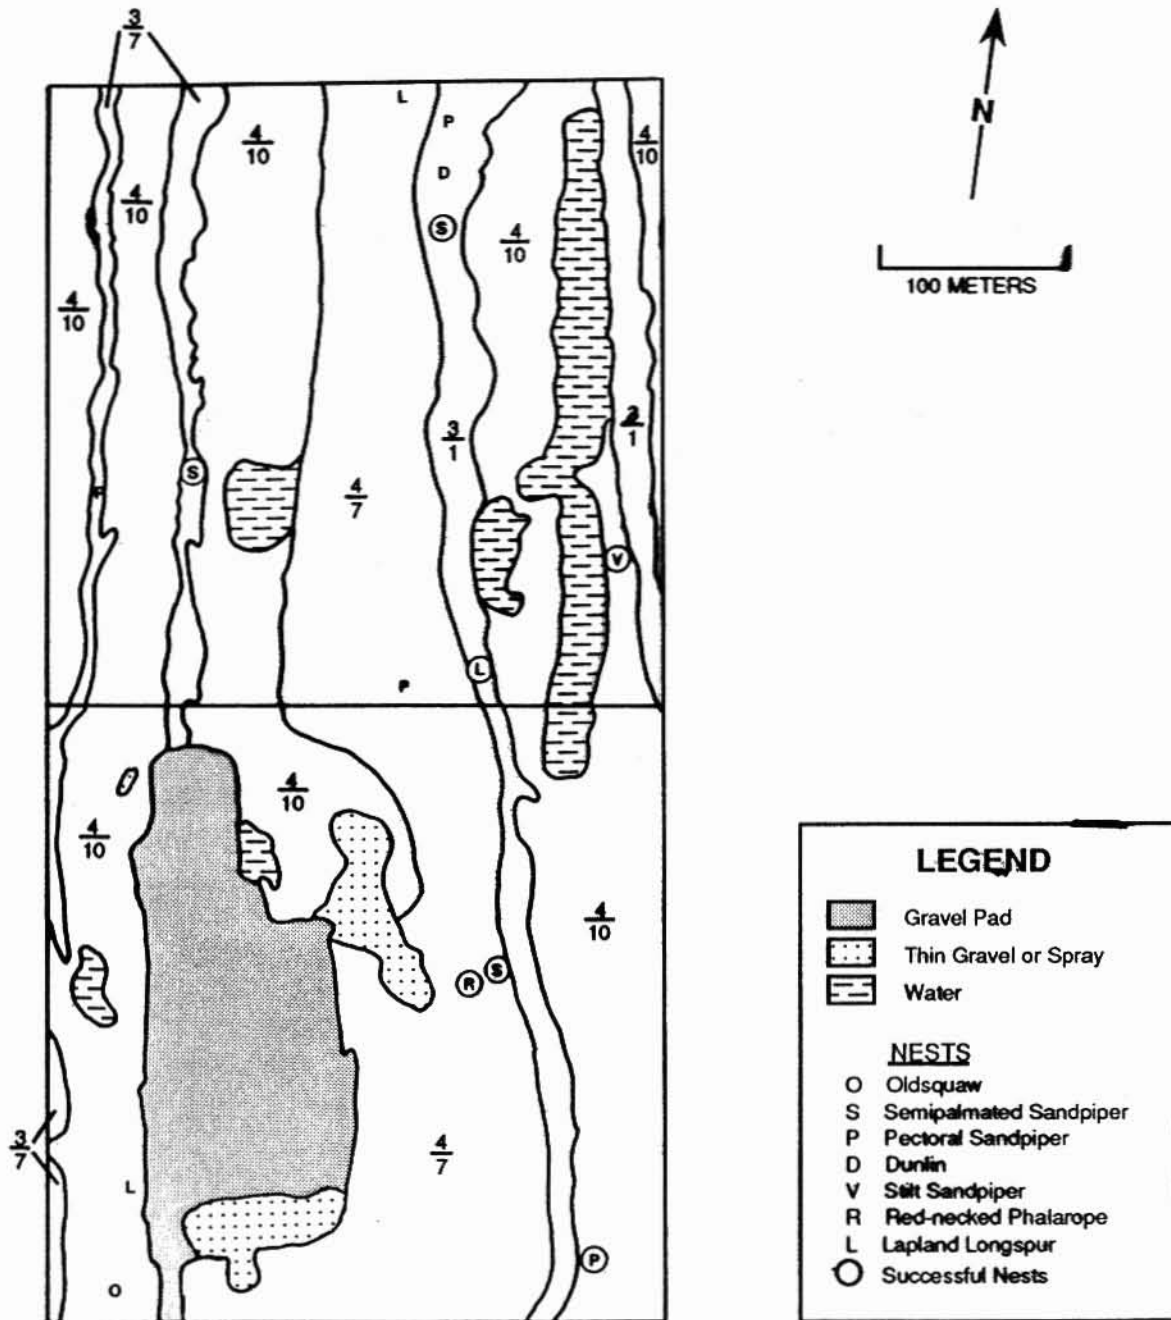 3
7
L
P
4
10
4
10
D
4
10
S
4
10
4
10
N
100 METERS
3
1
3
1
S
P
4
7
V
L
P
4
10
4
10
LEGEND
Gravel Pad
Thin Gravel or Spray
Water
4
10
R
S
NESTS
O Oldsquaw
S Semipalmated Sandpiper
P Pectoral Sandpiper
D Dunlin
V Stilt Sandpiper
R Red-necked Phalarope
L Lapland Longspur
Successful Nests
3
7
4
7
L
P
O